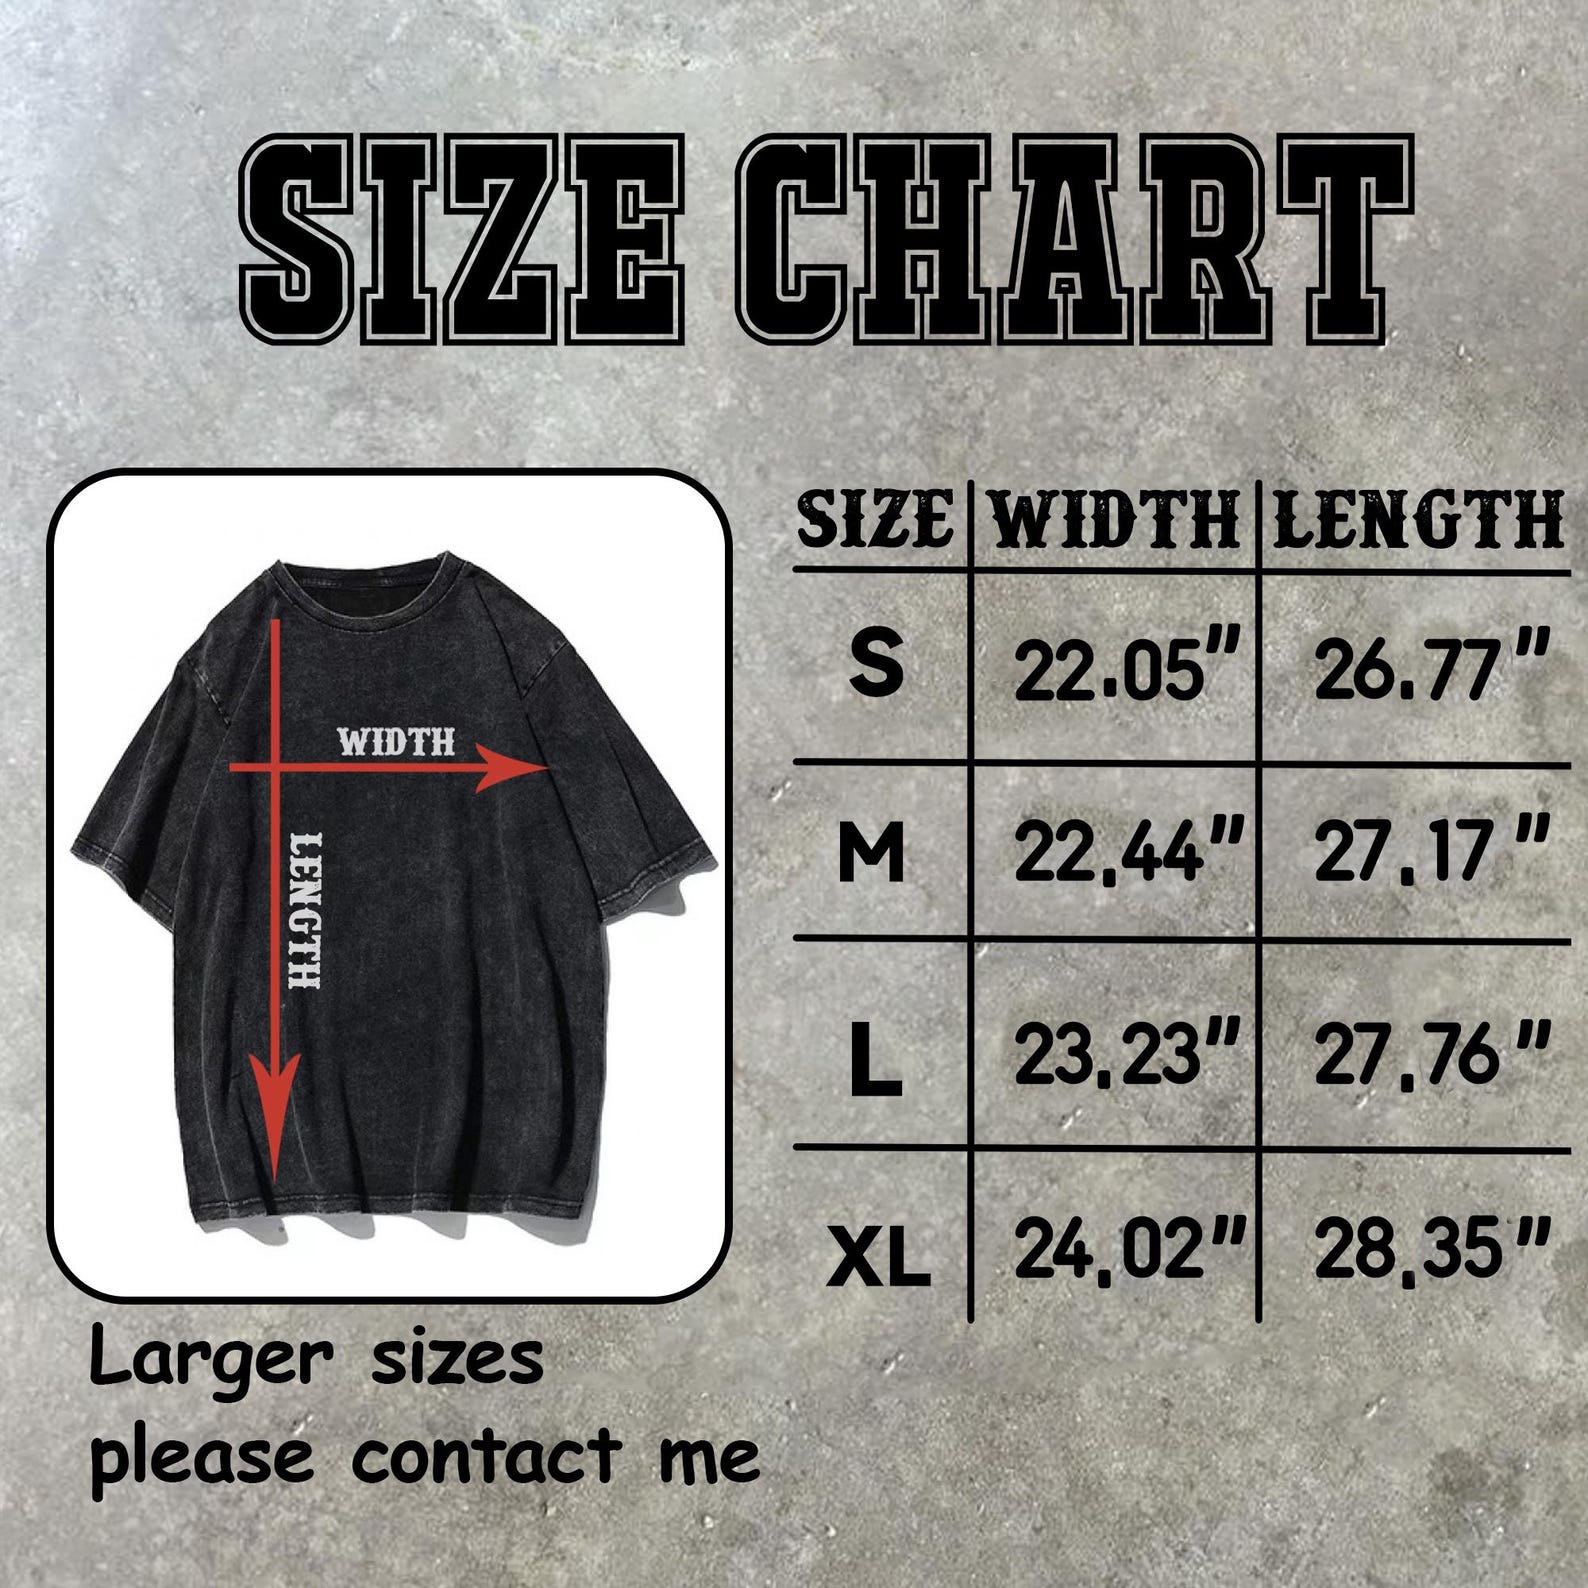 SIZE CHART
SIZE WIDTH LENGTH
S 22.05" 26.77"
M 22.44" 27.17"
L 23.23" 27.76"
XL 24.02" 28.35"
WIDTH
LENGTH
Larger sizes
please contact me